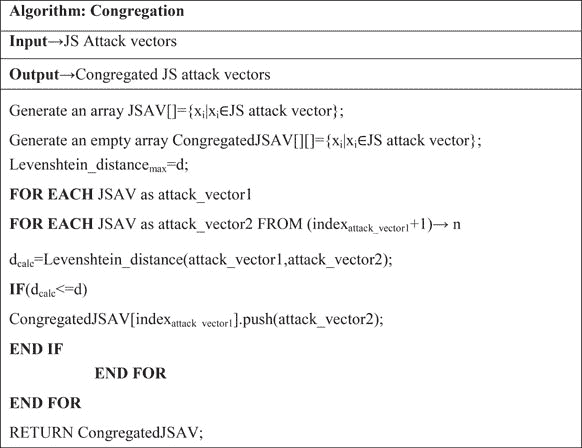 Algorithm: Congregation
Input→JS Attack vectors
Output→Congregated JS attack vectors
Generate an array JSAV[]={xi|xi∈JS attack vector};
Generate an empty array CongregatedJSAV[][]={xi|xi∈JS attack vector};
Levenshtein_distancemax=d;
FOR EACH JSAV as attack_vector1
FOR EACH JSAV as attack_vector2 FROM (indexattack_vector1+1)→ n
dcalc=Levenshtein_distance(attack_vector1,attack_vector2);
IF(dcalc<=d)
CongregatedJSAV[indexattack_vector1].push(attack_vector2);
END IF
END FOR
END FOR
RETURN CongregatedJSAV;